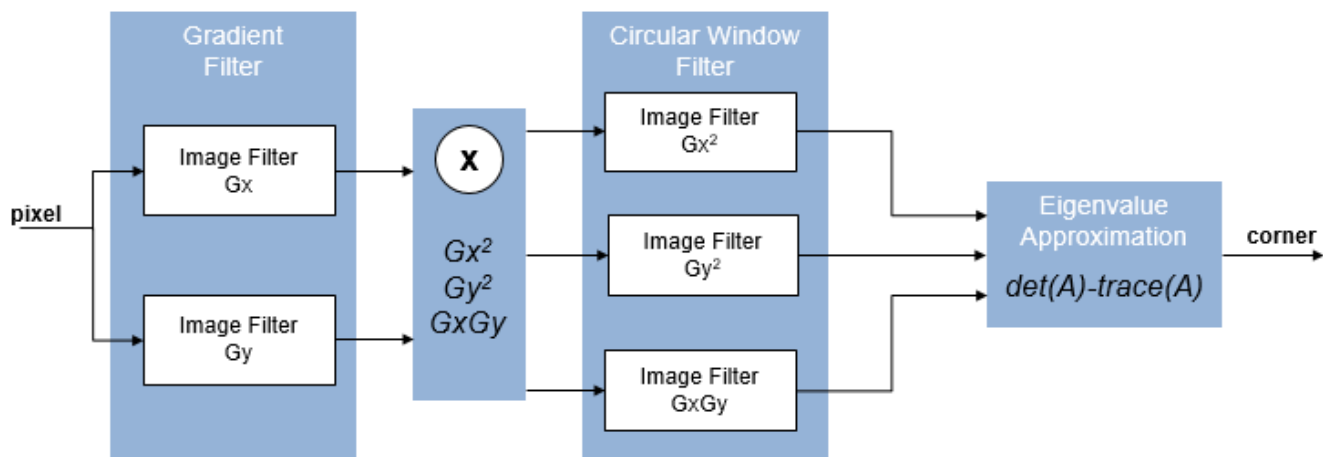 Gradient
Filter
Circular Window
Filter
pixel
Image Filter
Gx
Image Filter
Gy
x
Gx²
Gy²
GxGy
Image Filter
Gx²
Image Filter
Gy²
Image Filter
GxGy
Eigenvalue
Approximation
det(A)-trace(A)
corner